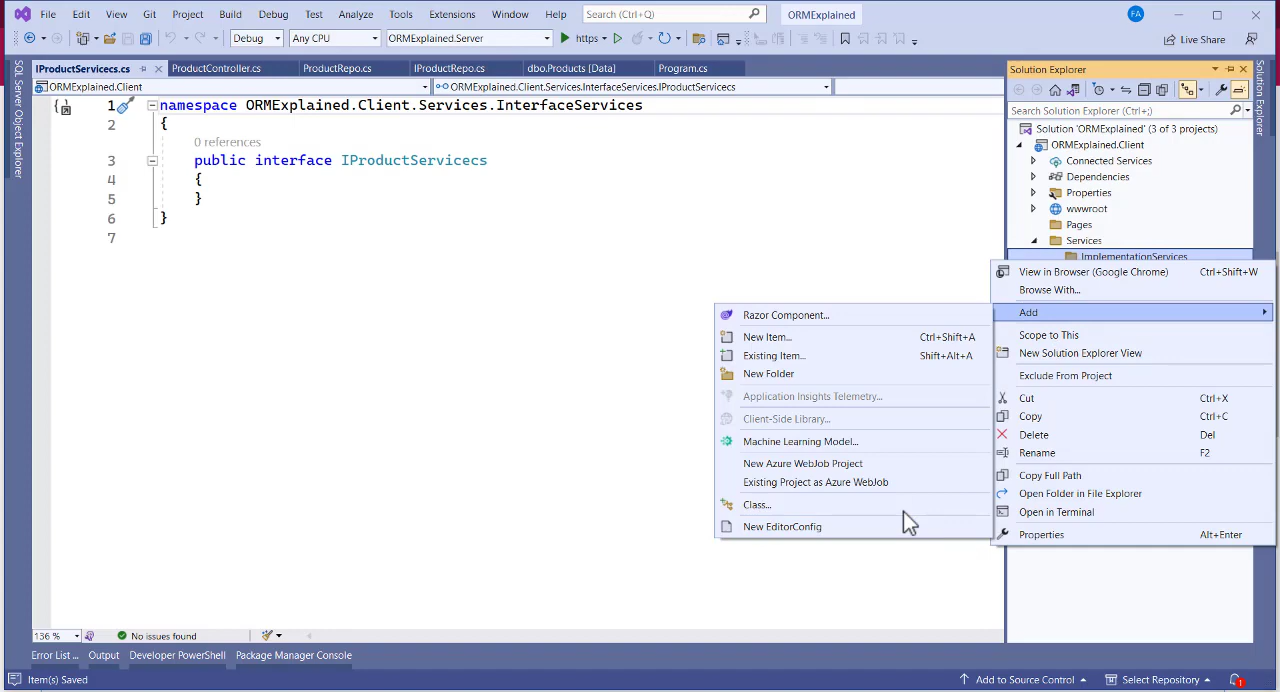 File Edit View Git Project Build Debug Test Analyze Tools Extensions Window Help Search (Ctrl+Q) ORMExplained FA
Debug Any CPU ORMExplained.Server https Live Share
IProductServicecs.cs ProductController.cs ProductRepo.cs IProductRepo.cs dbo.Products [Data] Program.cs
ORMExplained.Client ORMExplained.Client.Services.InterfaceServices.IProductServicecs
SQL Server Object Explorer
1 namespace ORMExplained.Client.Services.InterfaceServices
2 {
0 references
3 public interface IProductServicecs
4 {
5 }
6 }
7
Solution Explorer
Search Solution Explorer (Ctrl+;)
Solution 'ORMExplained' (3 of 3 projects)
ORMExplained.Client
Connected Services
Dependencies
Properties
wwwroot
Pages
Services
ImplementationServices
Solution Explorer
View in Browser (Google Chrome) Ctrl+Shift+W
Browse With...
Add
Scope to This
New Solution Explorer View
Exclude From Project
Cut Ctrl+X
Copy Ctrl+C
Delete Del
Rename F2
Copy Full Path
Open Folder in File Explorer
Open in Terminal
Properties Alt+Enter
Razor Component...
New Item... Ctrl+Shift+A
Existing Item... Shift+Alt+A
New Folder
Application Insights Telemetry...
Client-Side Library...
Machine Learning Model...
New Azure WebJob Project
Existing Project as Azure WebJob
Class...
New EditorConfig
136 % No issues found
Error List ... Output Developer PowerShell Package Manager Console
Item(s) Saved Add to Source Control Select Repository 1